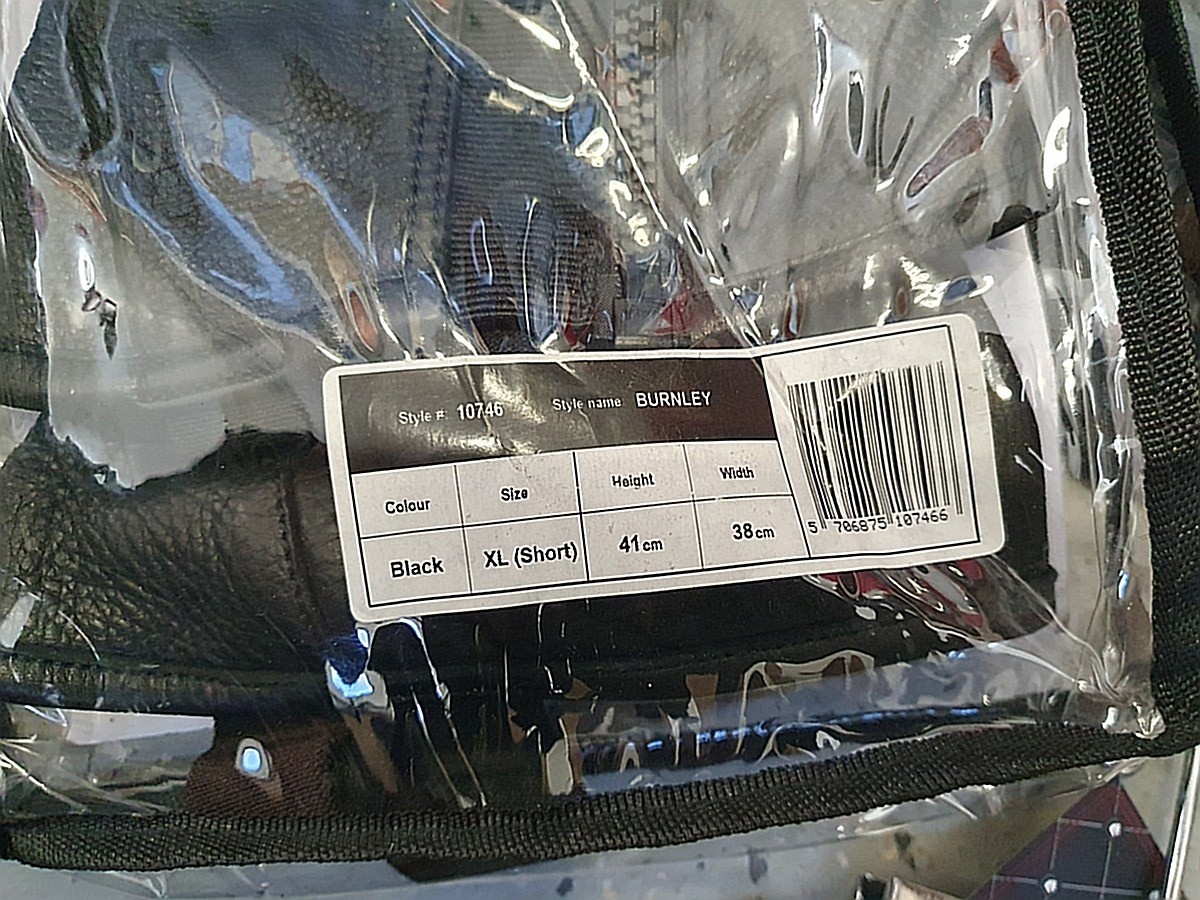 Style #: 10746 Style name BURNLEY
Colour Size Height Width
Black XL (Short) 41cm 38cm
5 706875 107466